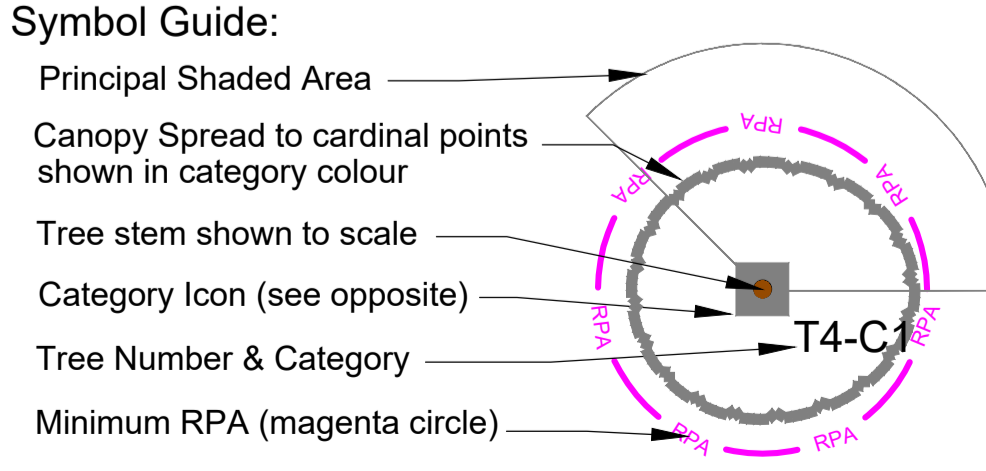 Symbol Guide:
Principal Shaded Area
Canopy Spread to cardinal points
shown in category colour
Tree stem shown to scale
Category Icon (see opposite)
Tree Number & Category
Minimum RPA (magenta circle)
RPA
RPA
RPA
RPA
RPA
RPA
RPA
T4-C1